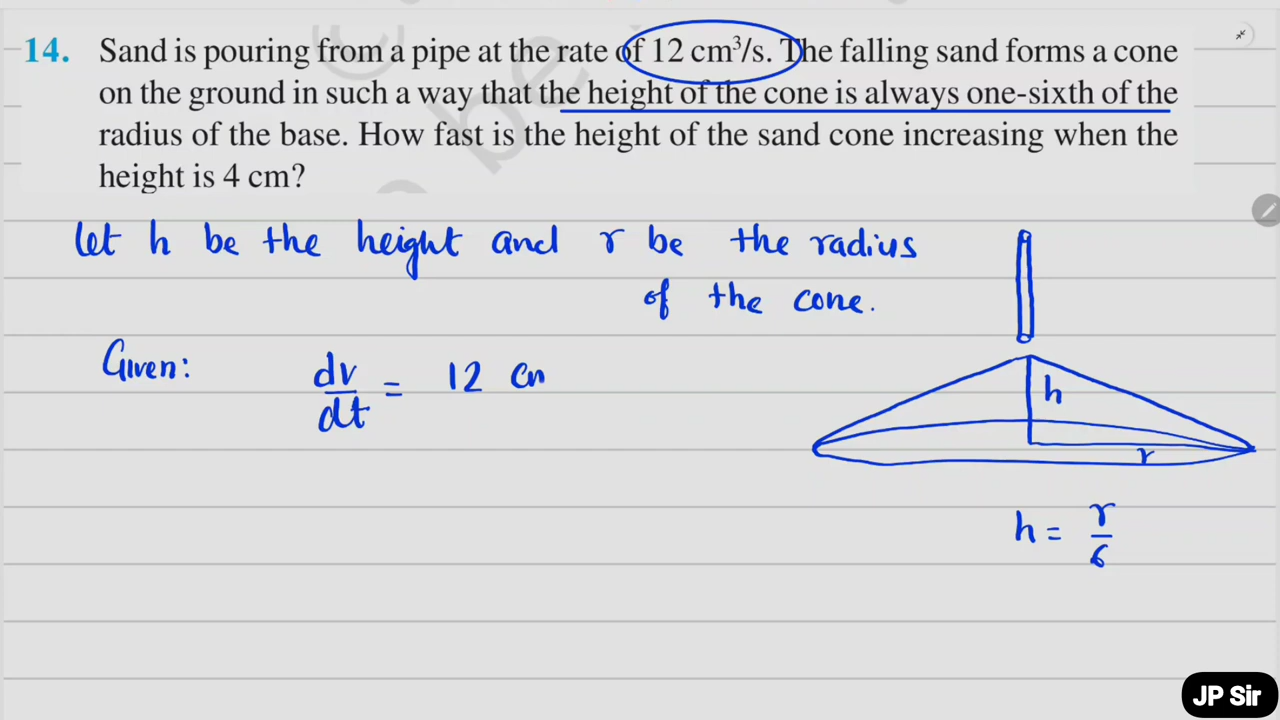 14. Sand is pouring from a pipe at the rate of 12 cm³/s. The falling sand forms a cone
on the ground in such a way that the height of the cone is always one-sixth of the
radius of the base. How fast is the height of the sand cone increasing when the
height is 4 cm?
let h be the height and r be the radius
of the cone.
Given: dv/dt = 12 cm
h
r
h = r/6
JP Sir